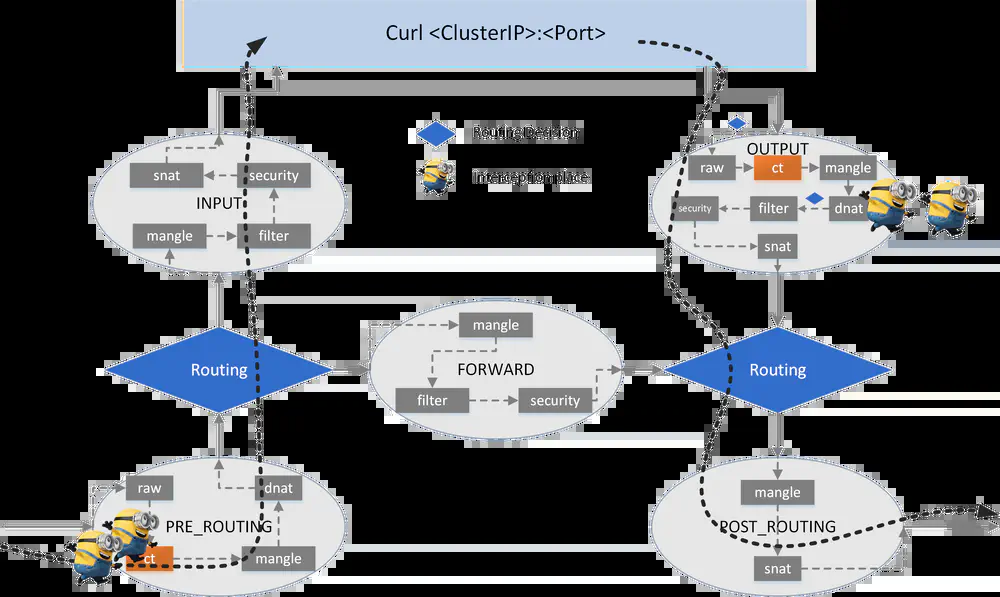 Curl <ClusterIP>:<Port>
Routing Decision
Interception place
snat
security
INPUT
mangle
filter
OUTPUT
raw
ct
mangle
security
filter
dnat
snat
mangle
FORWARD
filter
security
Routing
Routing
raw
dnat
PRE_ROUTING
ct
mangle
mangle
POST_ROUTING
snat